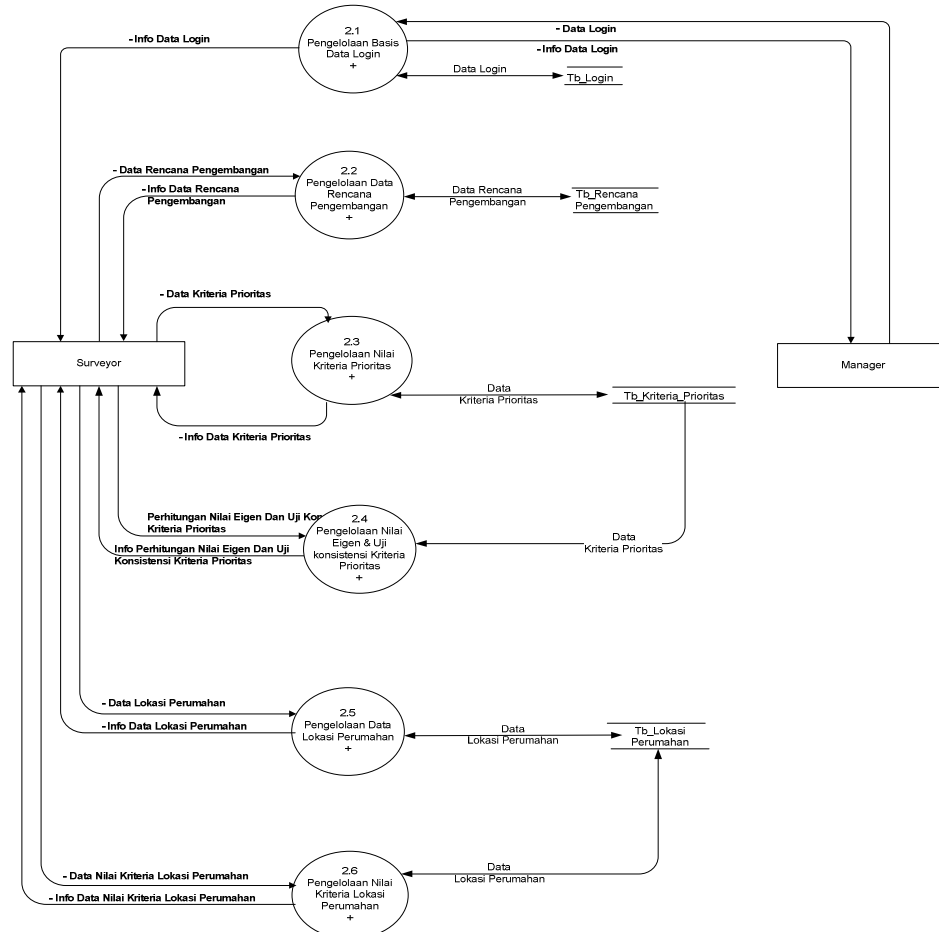 2.1
Pengelolaan Basis
Data Login
+
- Info Data Login
- Data Login
- Info Data Login
Data Login
Tb_Login
- Data Rencana Pengembangan
- Info Data Rencana
Pengembangan
2.2
Pengelolaan Data
Rencana
Pengembangan
+
Data Rencana
Pengembangan
Tb_Rencana
Pengembangan
- Data Kriteria Prioritas
2.3
Pengelolaan Nilai
Kriteria Prioritas
+
Surveyor
Manager
Data
Kriteria Prioritas
Tb_Kriteria_Prioritas
- Info Data Kriteria Prioritas
Perhitungan Nilai Eigen Dan Uji
Kriteria Prioritas
Info Perhitungan Nilai Eigen Dan Uji
Konsistensi Kriteria Prioritas
2.4
Pengelolaan Nilai
Eigen & Uji
konsistensi Kriteria
Prioritas
+
Data
Kriteria Prioritas
- Data Lokasi Perumahan
- Info Data Lokasi Perumahan
2.5
Pengelolaan Data
Lokasi Perumahan
+
Data
Lokasi Perumahan
Tb_Lokasi
Perumahan
- Data Nilai Kriteria Lokasi Perumahan
- Info Data Nilai Kriteria Lokasi Perumahan
2.6
Pengelolaan Nilai
Kriteria Lokasi
Perumahan
+
Data
Lokasi Perumahan